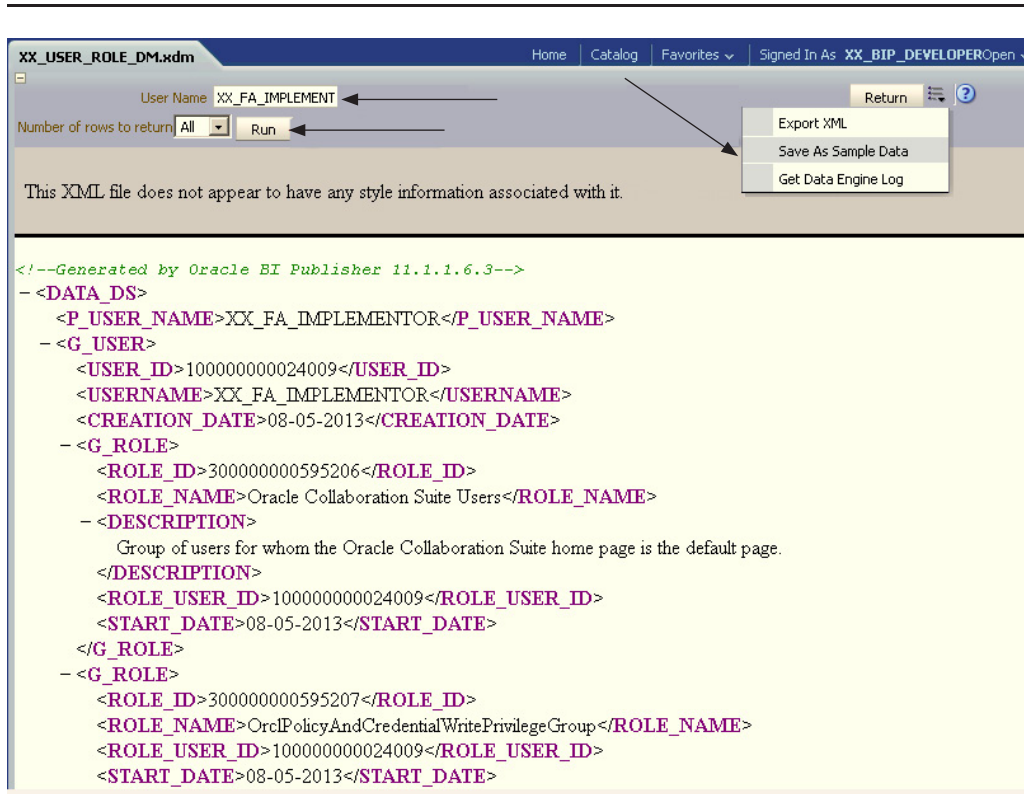 XX_USER_ROLE_DM.xdm Home Catalog Favorites Signed In As XX_BIP_DEVELOPEROpen
User Name XX_FA_IMPLEMENT
Return
Number of rows to return All Run
Export XML
Save As Sample Data
Get Data Engine Log
This XML file does not appear to have any style information associated with it.
<!--Generated by Oracle BI Publisher 11.1.1.6.3-->
- <DATA_DS>
<P_USER_NAME>XX_FA_IMPLEMENTOR</P_USER_NAME>
- <G_USER>
<USER_ID>100000000024009</USER_ID>
<USERNAME>XX_FA_IMPLEMENTOR</USERNAME>
<CREATION_DATE>08-05-2013</CREATION_DATE>
- <G_ROLE>
<ROLE_ID>300000000595206</ROLE_ID>
<ROLE_NAME>Oracle Collaboration Suite Users</ROLE_NAME>
- <DESCRIPTION>
Group of users for whom the Oracle Collaboration Suite home page is the default page.
</DESCRIPTION>
<ROLE_USER_ID>100000000024009</ROLE_USER_ID>
<START_DATE>08-05-2013</START_DATE>
</G_ROLE>
- <G_ROLE>
<ROLE_ID>300000000595207</ROLE_ID>
<ROLE_NAME>OrclPolicyAndCredentialWritePrivilegeGroup</ROLE_NAME>
<ROLE_USER_ID>100000000024009</ROLE_USER_ID>
<START_DATE>08-05-2013</START_DATE>